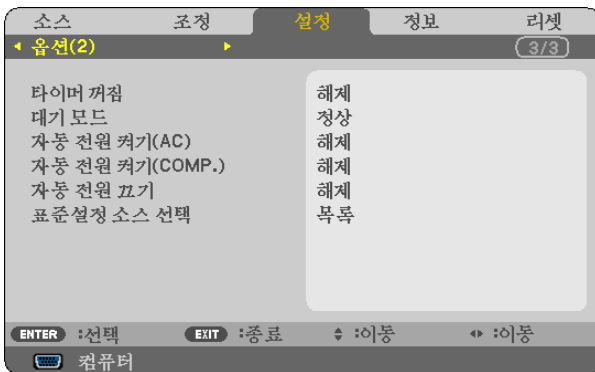 소스 조정 설정 정보 리셋
옵션(2) 3/3
타이머 꺼짐 해제
대기 모드 정상
자동 전원 켜기(AC) 해제
자동 전원 켜기(COMP.) 해제
자동 전원 끄기 해제
표준설정 소스 선택 목록
ENTER :선택 EXIT :종료 :이동 :이동
컴퓨터